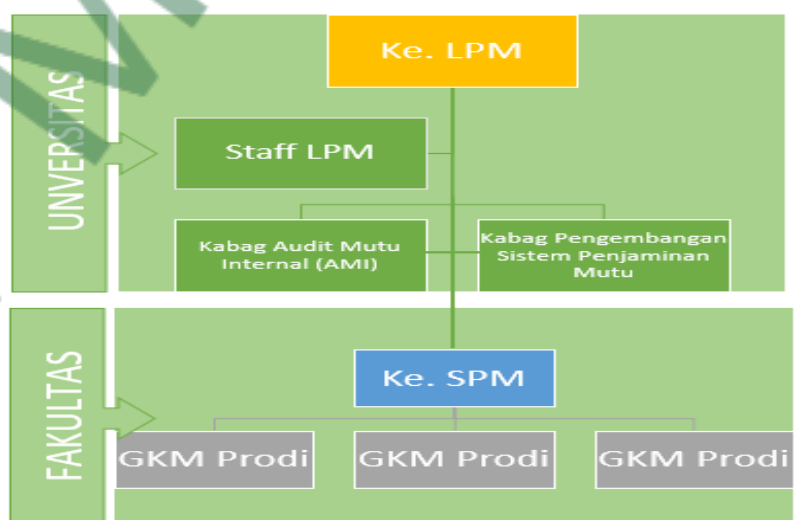 UNVERSITAS
Ke. LPM
Staff LPM
Kabag Audit Mutu
Internal (AMI)
Kabag Pengembangan
Sistem Penjaminan
Mutu
FAKULTAS
Ke. SPM
GKM Prodi
GKM Prodi
GKM Prodi